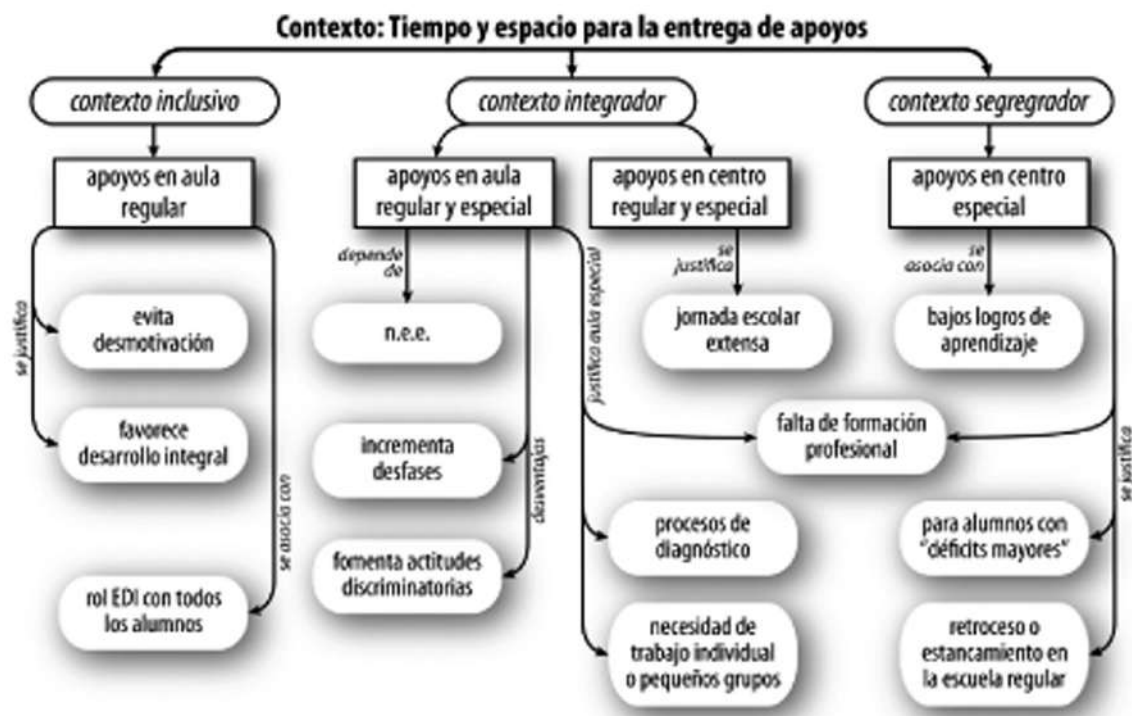 Contexto: Tiempo y espacio para la entrega de apoyos
contexto inclusivo
contexto integrador
contexto segregrador
apoyos en aula
regular
apoyos en aula
regular y especial
apoyos en centro
regular y especial
apoyos en centro
especial
se justifica
evita
desmotivación
favorece
desarrollo integral
se asocia con
rol EDI con todos
los alumnos
depende
de
n.e.e.
desventajas
incrementa
desfases
fomenta actitudes
discriminatorias
justifica aula especial
se
justifica
jornada escolar
extensa
se
asocia con
bajos logros de
aprendizaje
falta de formación
profesional
procesos de
diagnóstico
necesidad de
trabajo individual
o pequeños grupos
se justifica
para alumnos con
"déficits mayores"
retroceso o
estancamiento en
la escuela regular